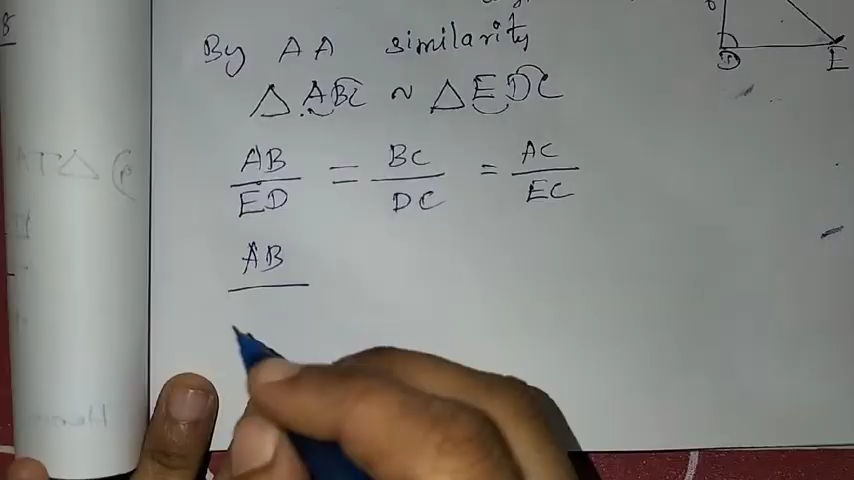 By AA similarity
△ABC ~ △EDC
AB/ED = BC/DC = AC/EC
AB
D E